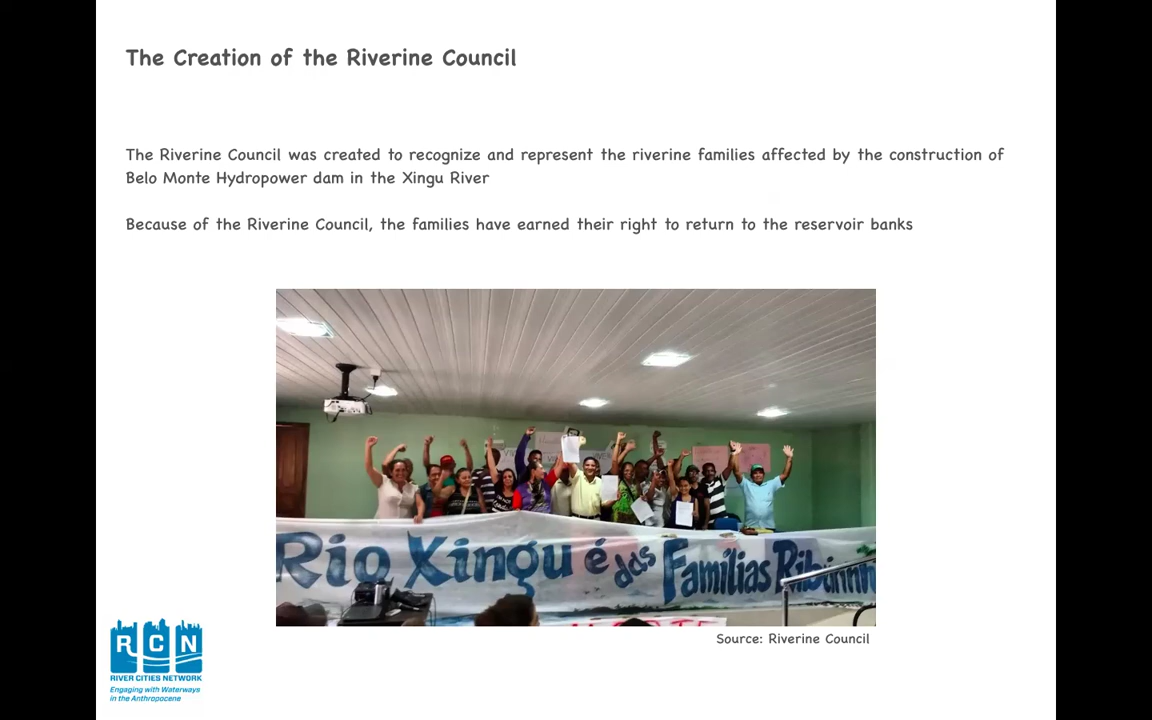 The Creation of the Riverine Council
The Riverine Council was created to recognize and represent the riverine families affected by the construction of
Belo Monte Hydropower dam in the Xingu River
Because of the Riverine Council, the families have earned their right to return to the reservoir banks
Rio Xingu é das Famílias
Source: Riverine Council
RCN
RIVER CITIES NETWORK
Engaging with Waterways
in the Anthropocene